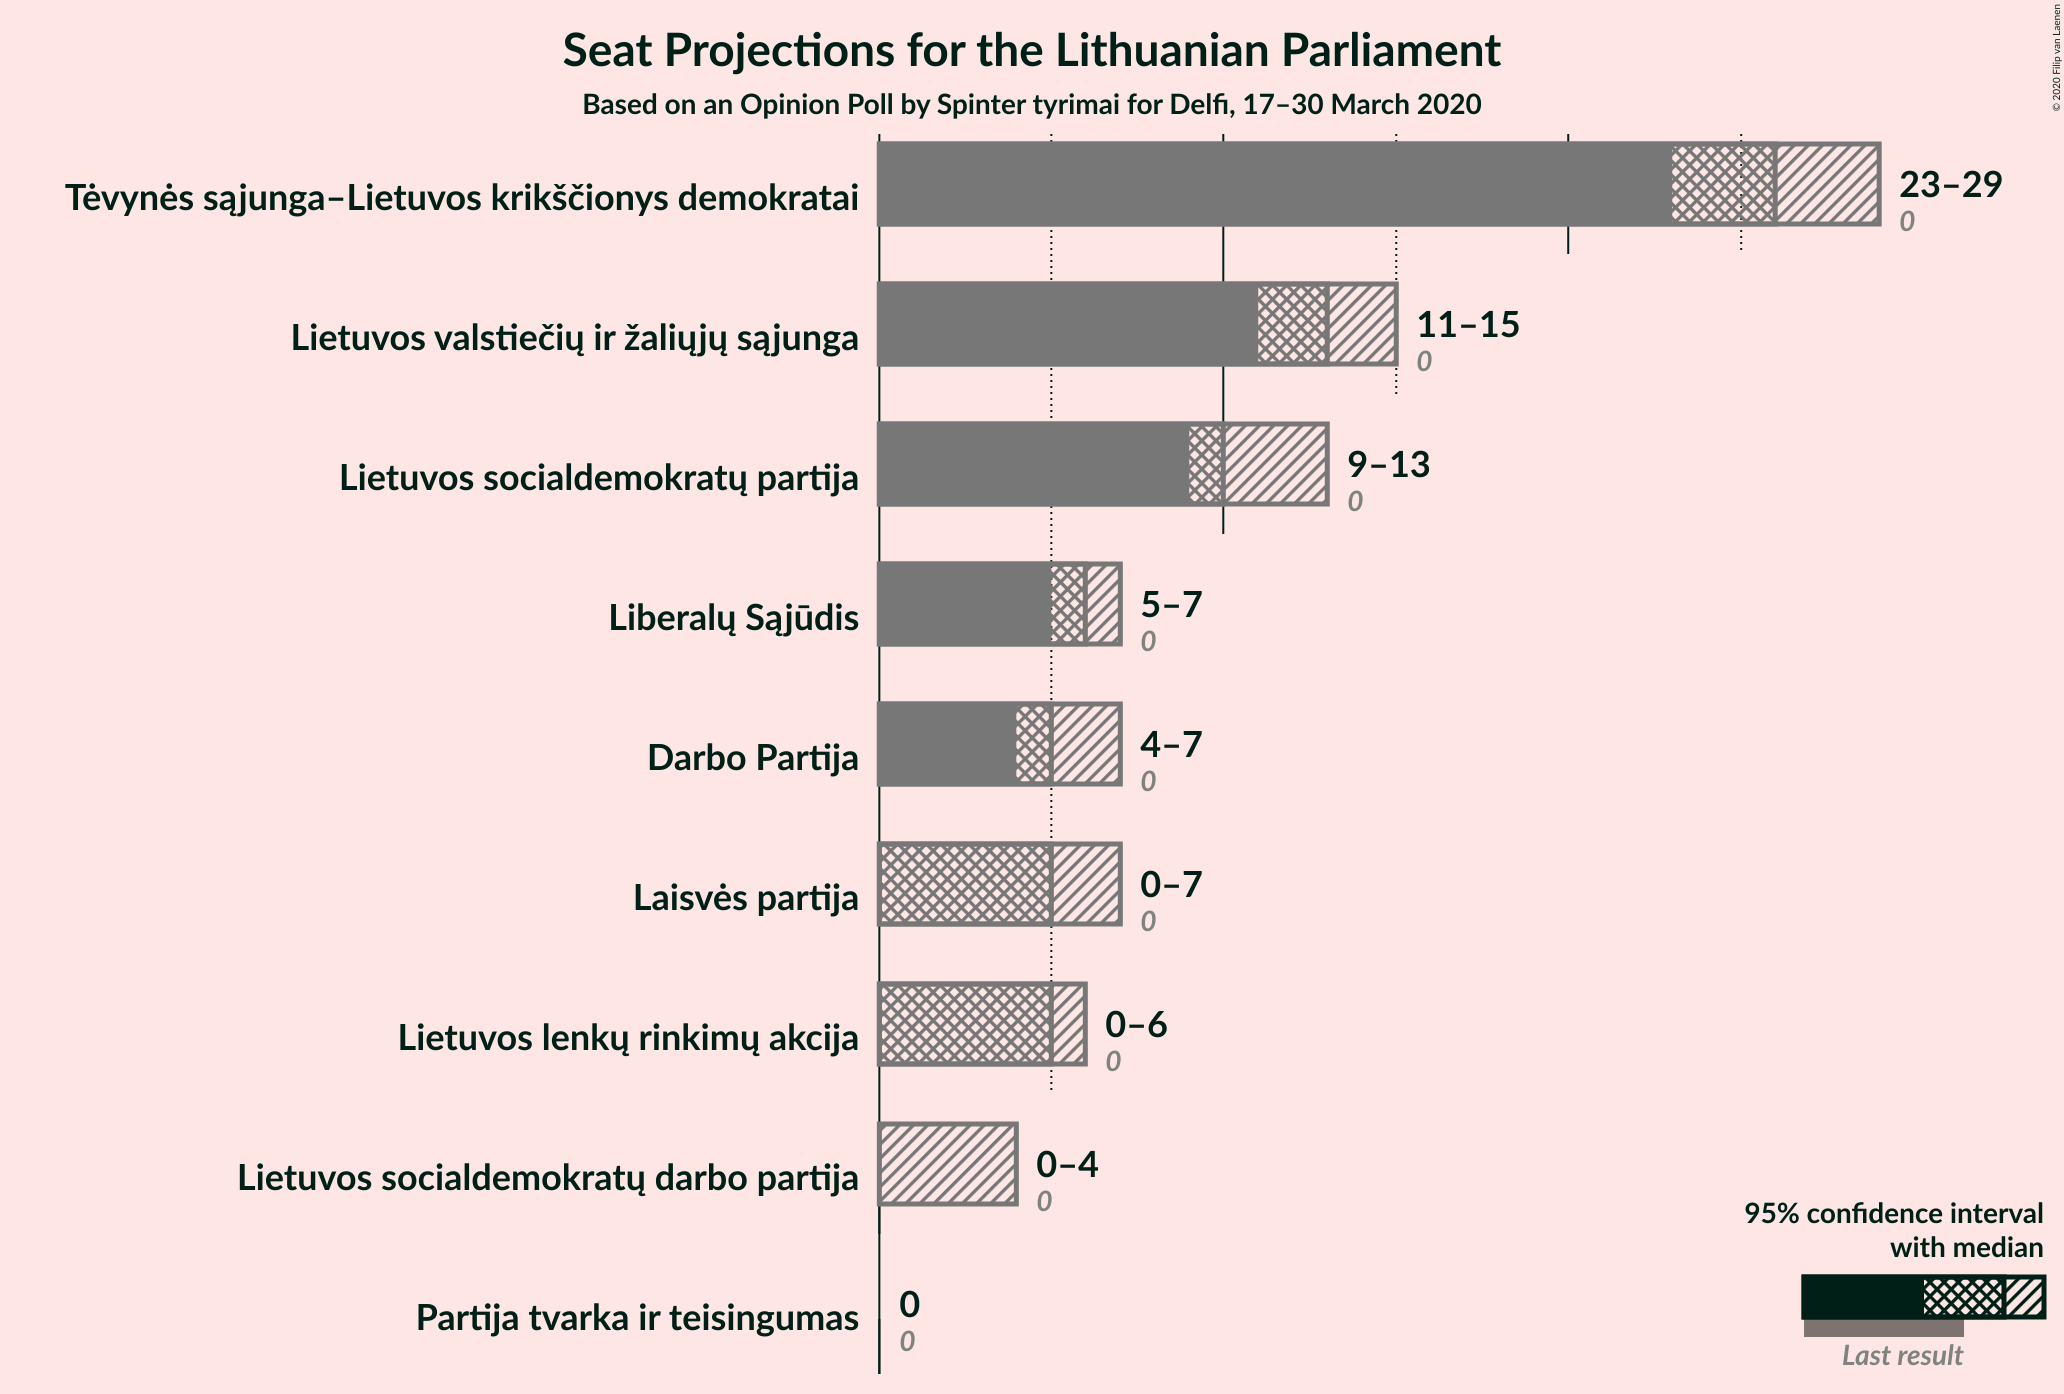 Seat Projections for the Lithuanian Parliament
Based on an Opinion Poll by Spinter tyrimai for Delfi, 17–30 March 2020
© 2020 Filip van Laenen
Tėvynės sąjunga–Lietuvos krikščionys demokratai
23–29
0
Lietuvos valstiečių ir žaliųjų sąjunga
11–15
0
Lietuvos socialdemokratų partija
9–13
0
Liberalų Sąjūdis
5–7
0
Darbo Partija
4–7
0
Laisvės partija
0–7
0
Lietuvos lenkų rinkimų akcija
0–6
0
Lietuvos socialdemokratų darbo partija
0–4
0
Partija tvarka ir teisingumas
0
0
95% confidence interval
with median
Last result